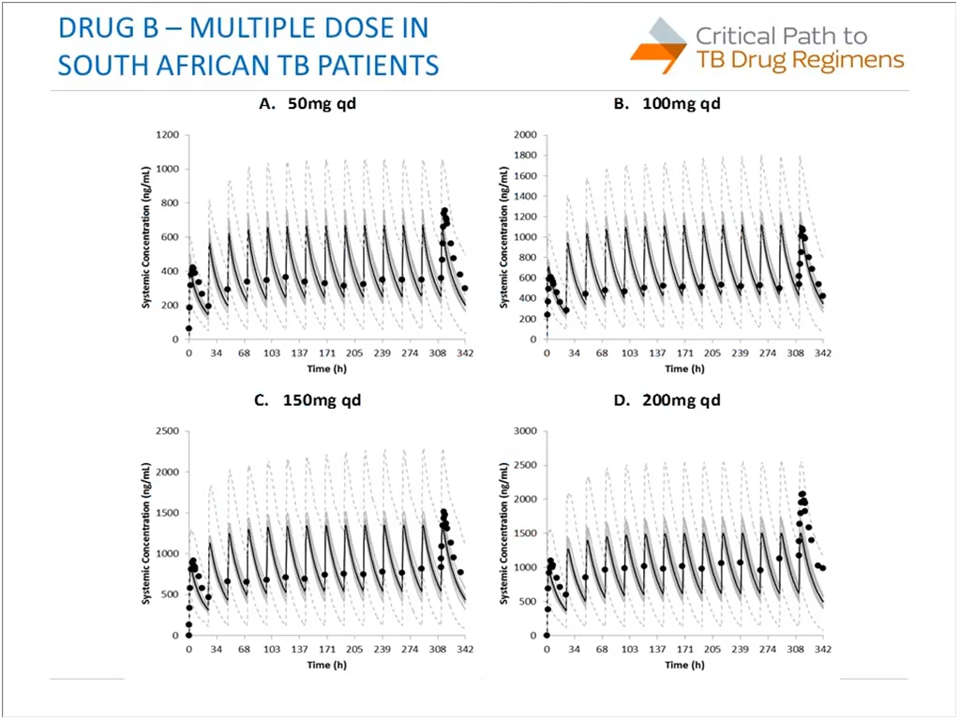 DRUG B – MULTIPLE DOSE IN
SOUTH AFRICAN TB PATIENTS
Critical Path to
TB Drug Regimens
A. 50mg qd
Systemic Concentration (ng/mL)
1200
1000
800
600
400
200
0
0 34 68 103 137 171 205 239 274 308 342
Time (h)
B. 100mg qd
Systemic Concentration (ng/mL)
2000
1800
1600
1400
1200
1000
800
600
400
200
0
0 34 68 103 137 171 205 239 274 308 342
Time (h)
C. 150mg qd
Systemic Concentration (ng/mL)
2500
2000
1500
1000
500
0
0 34 68 103 137 171 205 239 274 308 342
Time (h)
D. 200mg qd
Systemic Concentration (ng/mL)
3000
2500
2000
1500
1000
500
0
0 34 68 103 137 171 205 239 274 308 342
Time (h)